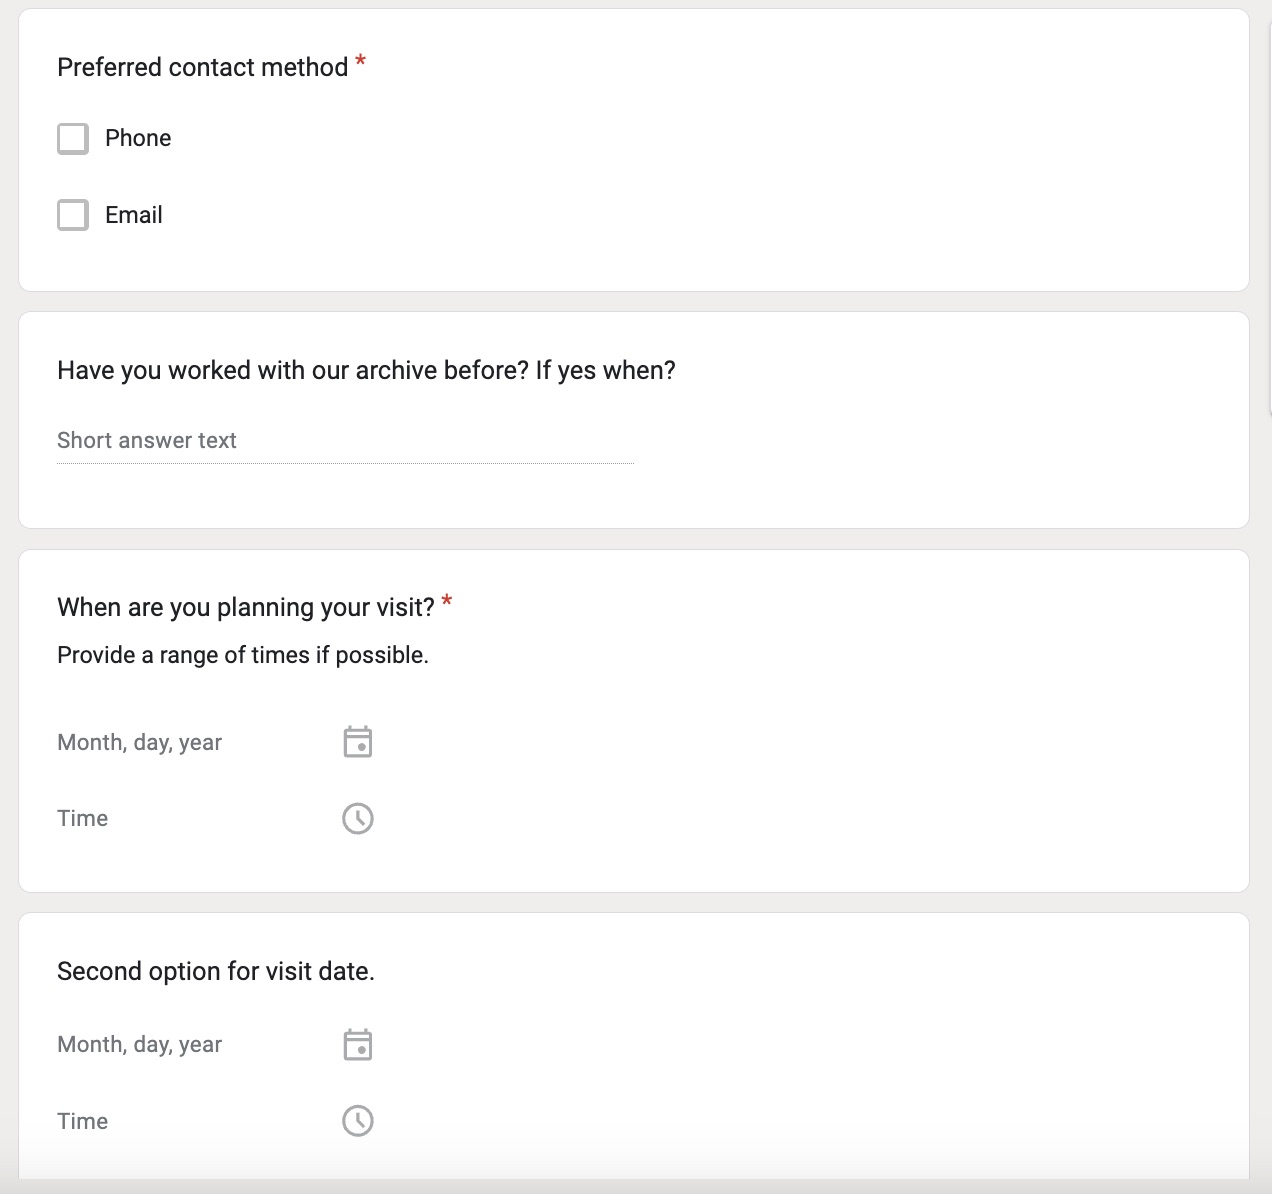 Preferred contact method *
Phone
Email
Have you worked with our archive before? If yes when?
Short answer text
When are you planning your visit? *
Provide a range of times if possible.
Month, day, year
Time
Second option for visit date.
Month, day, year
Time